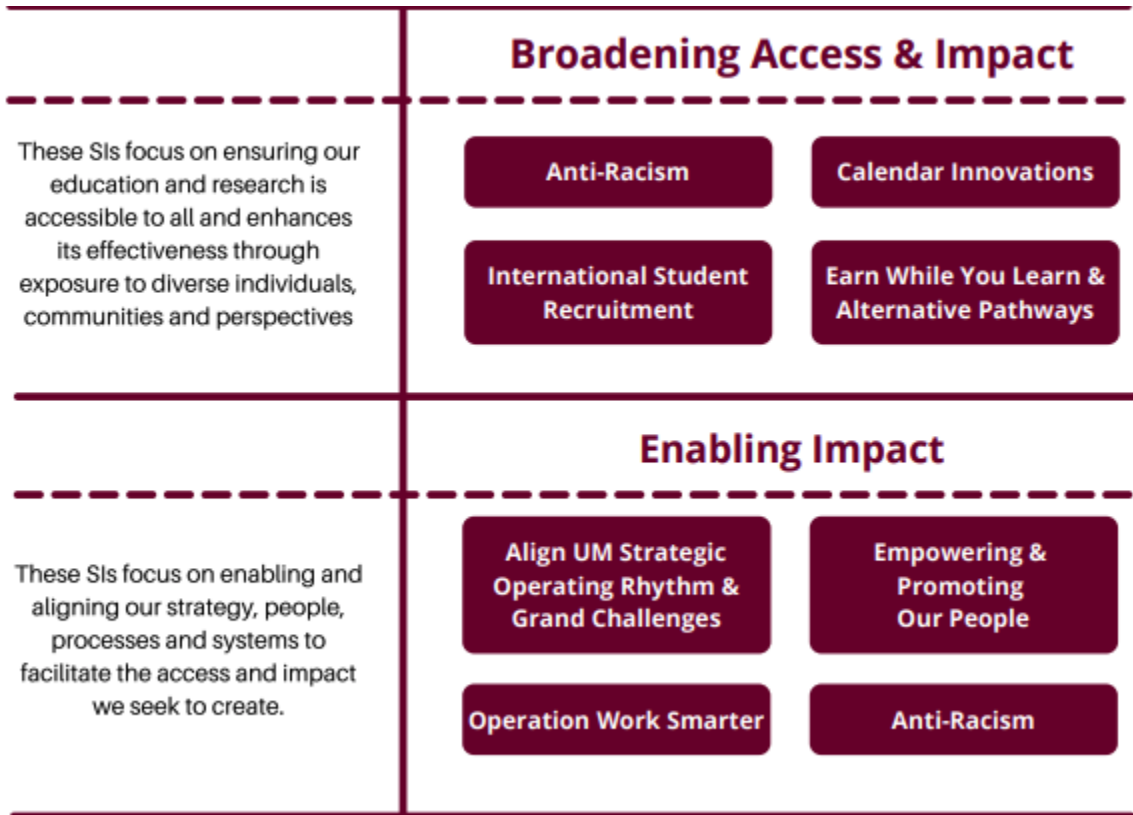 Broadening Access & Impact
These SIs focus on ensuring our
education and research is
accessible to all and enhances
its effectiveness through
exposure to diverse individuals,
communities and perspectives
Anti-Racism
Calendar Innovations
International Student
Recruitment
Earn While You Learn &
Alternative Pathways
Enabling Impact
These SIs focus on enabling and
aligning our strategy, people,
processes and systems to
facilitate the access and impact
we seek to create.
Align UM Strategic
Operating Rhythm &
Grand Challenges
Empowering &
Promoting
Our People
Operation Work Smarter
Anti-Racism